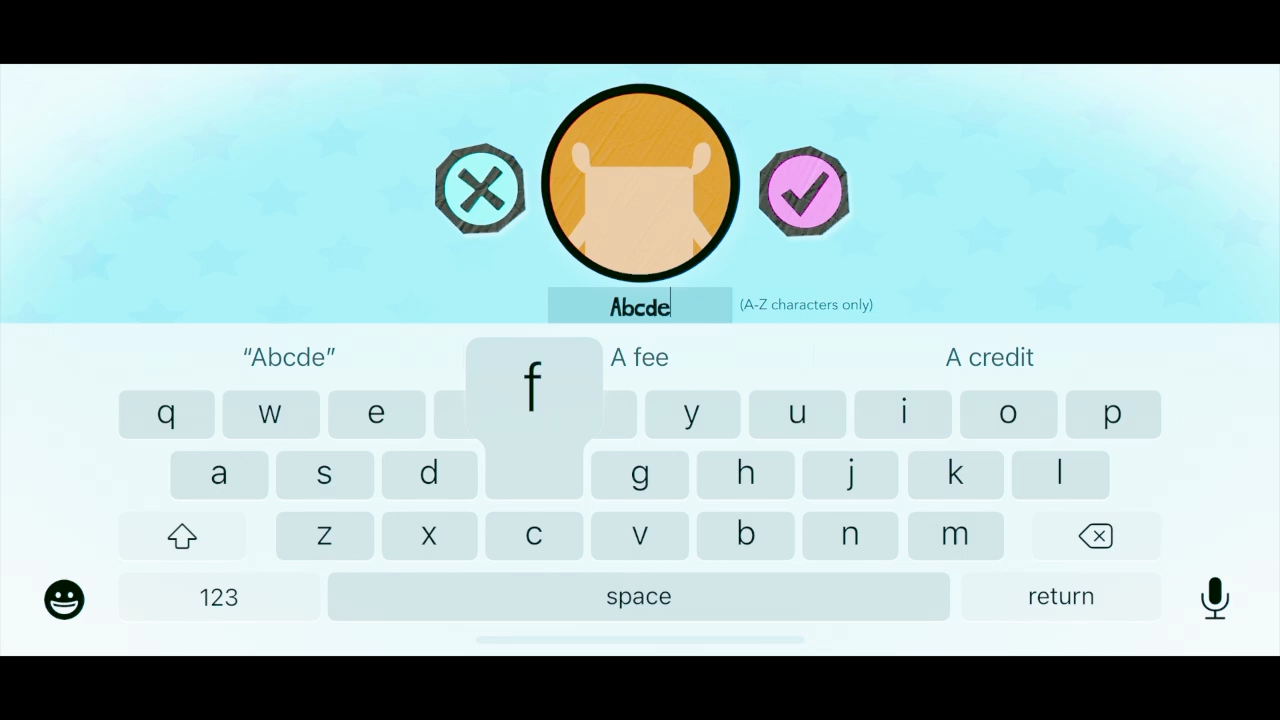 Abcde (A-Z characters only)
“Abcde” A fee A credit
f
q w e y u i o p
a s d g h j k l
z x c v b n m
123 space return